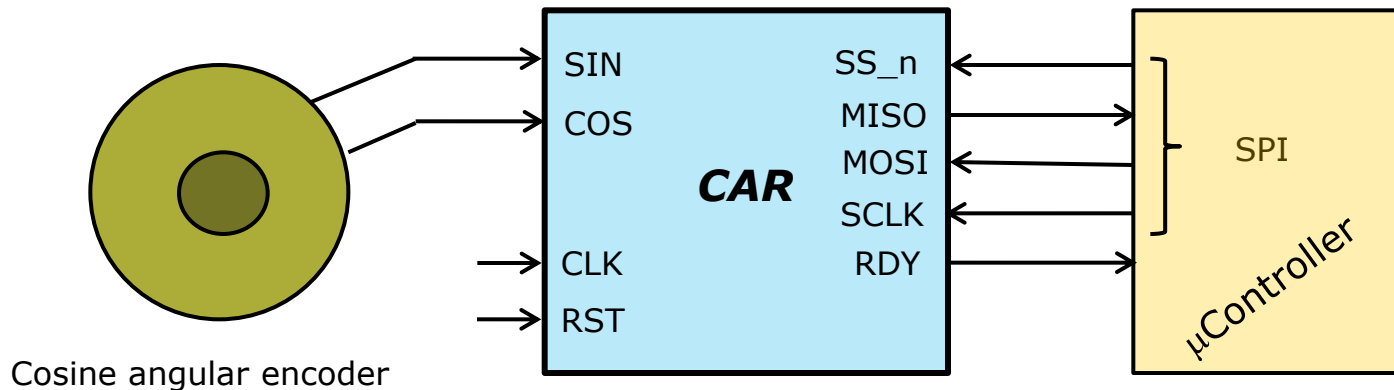 SIN
COS
CAR
CLK
RST
SS_n
MISO
MOSI
SCLK
RDY
SPI
μController
Cosine angular encoder